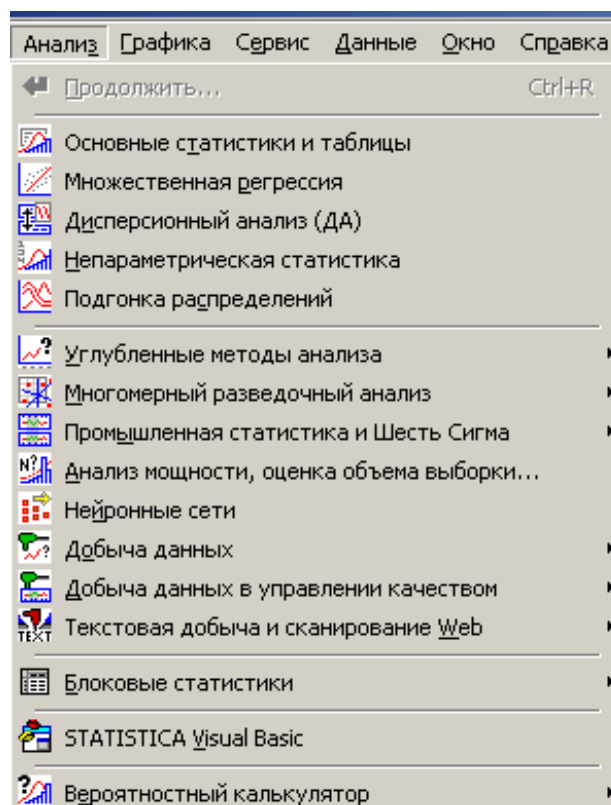 Анализ Графика Сервис Данные Окно Справка
Продолжить... Ctrl+R
Основные статистики и таблицы
Множественная регрессия
Дисперсионный анализ (ДА)
Непараметрическая статистика
Подгонка распределений
Углубленные методы анализа
Многомерный разведочный анализ
Промышленная статистика и Шесть Сигма
Анализ мощности, оценка объема выборки...
Нейронные сети
Добыча данных
Добыча данных в управлении качеством
Текстовая добыча и сканирование Web
Блоковые статистики
STATISTICA Visual Basic
Вероятностный калькулятор